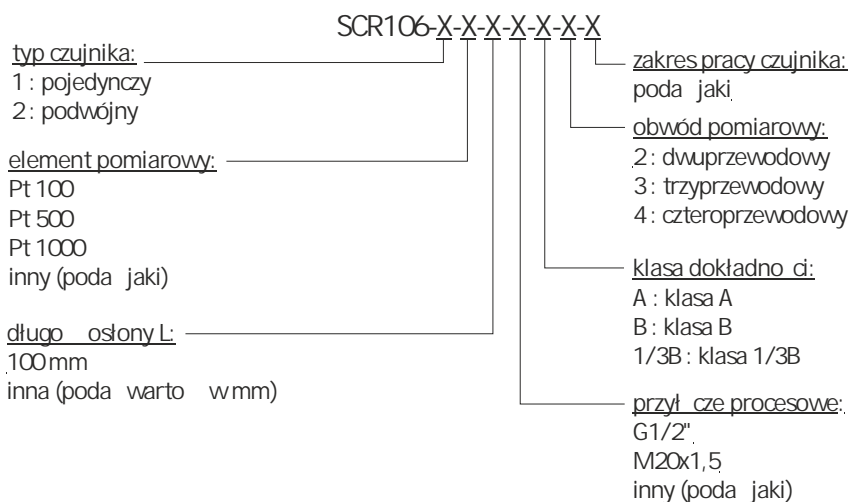 SCR106-X-X-X-X-X-X-X
typ czujnika:
1 : pojedynczy
2 : podwójny
element pomiarowy:
Pt 100
Pt 500
Pt 1000
inny (poda jaki)
długo osłony L:
100 mm
inna (poda warto w mm)
zakres pracy czujnika:
poda jaki
obwód pomiarowy:
2 : dwuprzewodowy
3 : trzyprzewodowy
4 : czteroprzewodowy
klasa dokładno ci:
A : klasa A
B : klasa B
1/3B : klasa 1/3B
przył cze procesowe:
G1/2"
M20x1,5
inny (poda jaki)